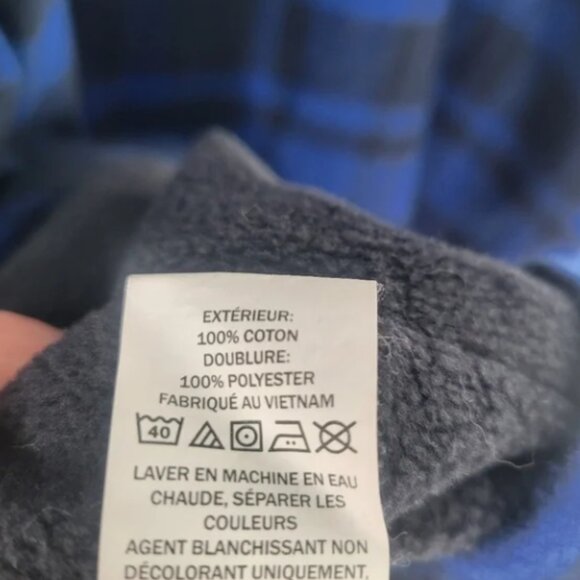 EXTÉRIEUR:
100% COTON
DOUBLURE:
100% POLYESTER
FABRIQUÉ AU VIETNAM
40
LAVER EN MACHINE EN EAU
CHAUDE, SÉPARER LES
COULEURS
AGENT BLANCHISSANT NON
DÉCOLORANT UNIQUEMENT,